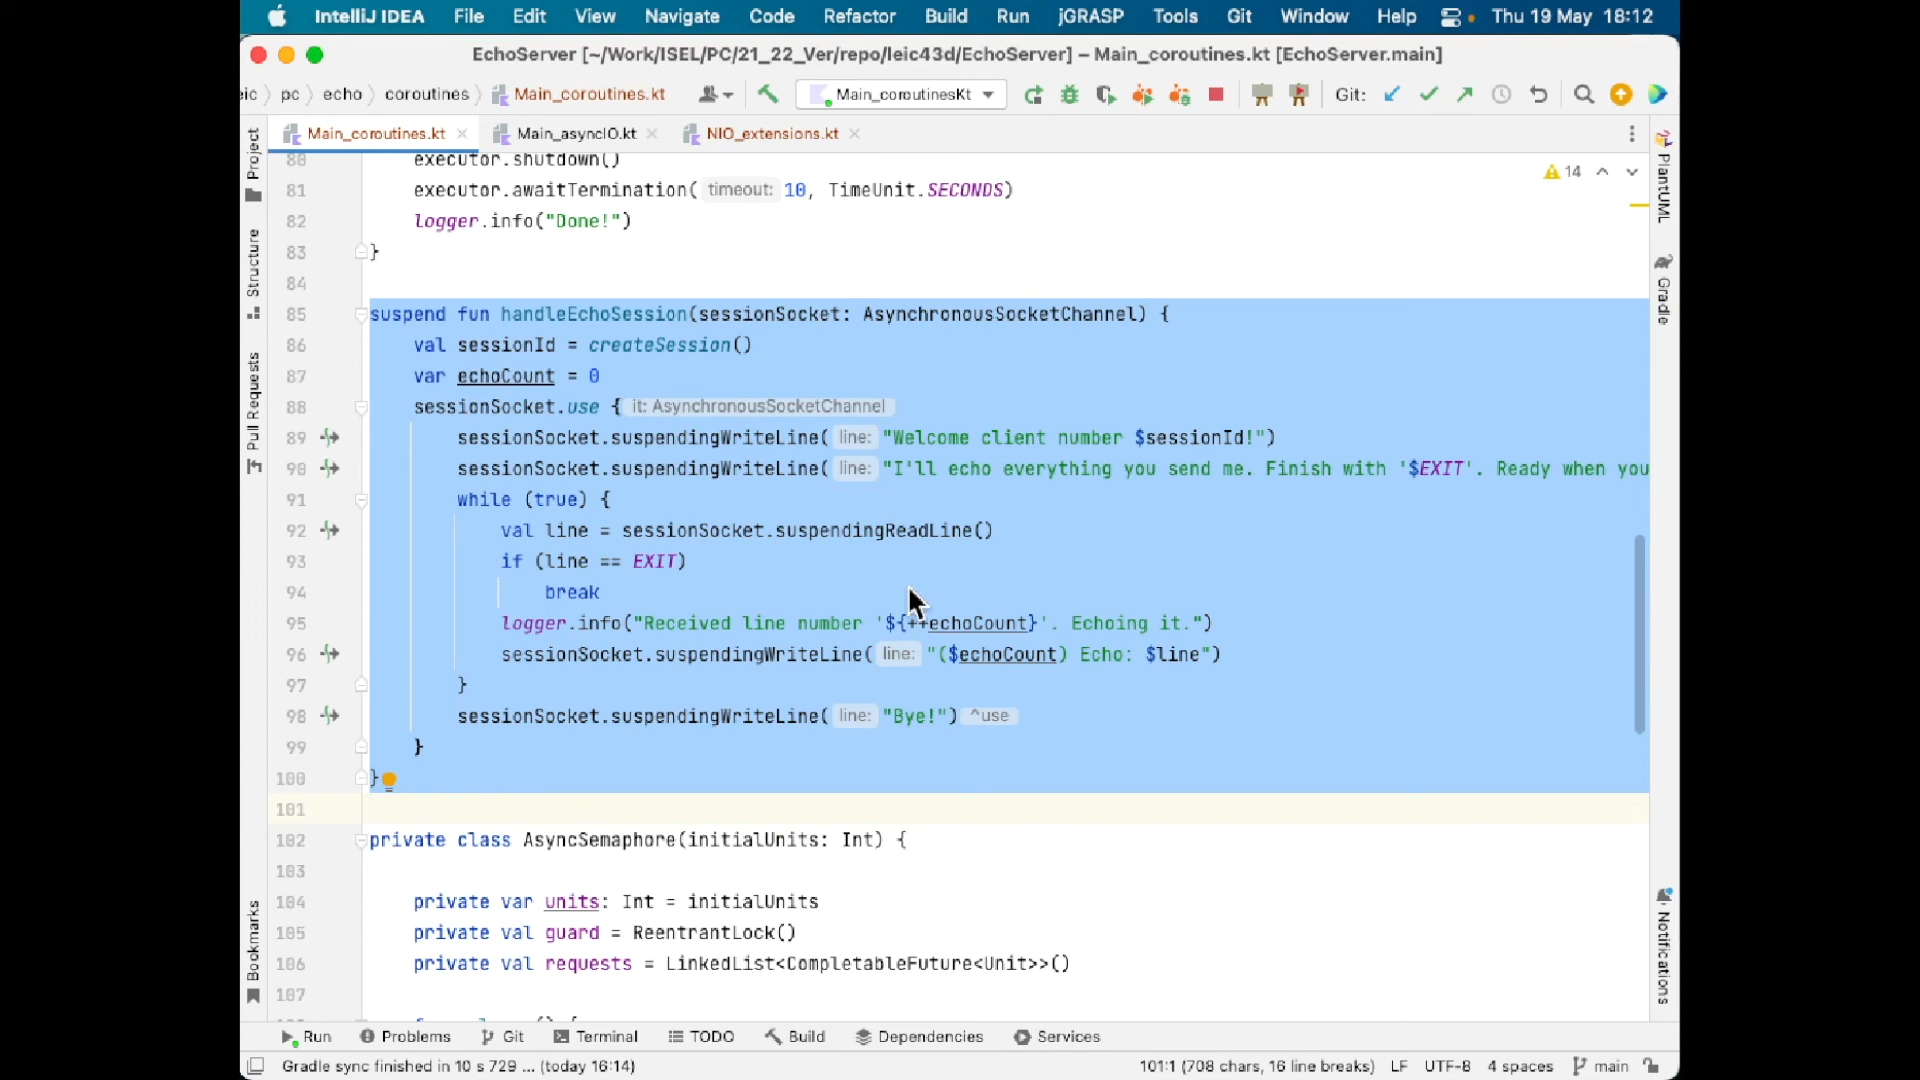 IntelliJ IDEA File Edit View Navigate Code Refactor Build Run jGRASP Tools Git Window Help Thu 19 May 18:12
EchoServer [~/Work/ISEL/PC/21_22_Ver/repo/leic43d/EchoServer] – Main_coroutines.kt [EchoServer.main]
eic pc echo coroutines Main_coroutines.kt Main_coroutinesKt Git:
Main_coroutines.kt Main_asyncIO.kt NIO_extensions.kt
80 executor.shutdown()
14
81 executor.awaitTermination( timeout: 10, TimeUnit.SECONDS)
82 logger.info("Done!")
83 }
84
85 suspend fun handleEchoSession(sessionSocket: AsynchronousSocketChannel) {
86 val sessionId = createSession()
87 var echoCount = 0
88 sessionSocket.use { it: AsynchronousSocketChannel
89 sessionSocket.suspendingWriteLine( line: "Welcome client number $sessionId!")
90 sessionSocket.suspendingWriteLine( line: "I'll echo everything you send me. Finish with '$EXIT'. Ready when you
91 while (true) {
92 val line = sessionSocket.suspendingReadLine()
93 if (line == EXIT)
94 break
95 logger.info("Received line number '${++echoCount}'. Echoing it.")
96 sessionSocket.suspendingWriteLine( line: "($echoCount) Echo: $line")
97 }
98 sessionSocket.suspendingWriteLine( line: "Bye!") ^use
99 }
100 }
101
102 private class AsyncSemaphore(initialUnits: Int) {
103
104 private var units: Int = initialUnits
105 private val guard = ReentrantLock()
106 private val requests = LinkedList<CompletableFuture<Unit>>()
107
Project
Structure
Pull Requests
Bookmarks
PlantUML
Gradle
Notifications
Run Problems Git Terminal TODO Build Dependencies Services
Gradle sync finished in 10 s 729 ... (today 16:14) 101:1 (708 chars, 16 line breaks) LF UTF-8 4 spaces main